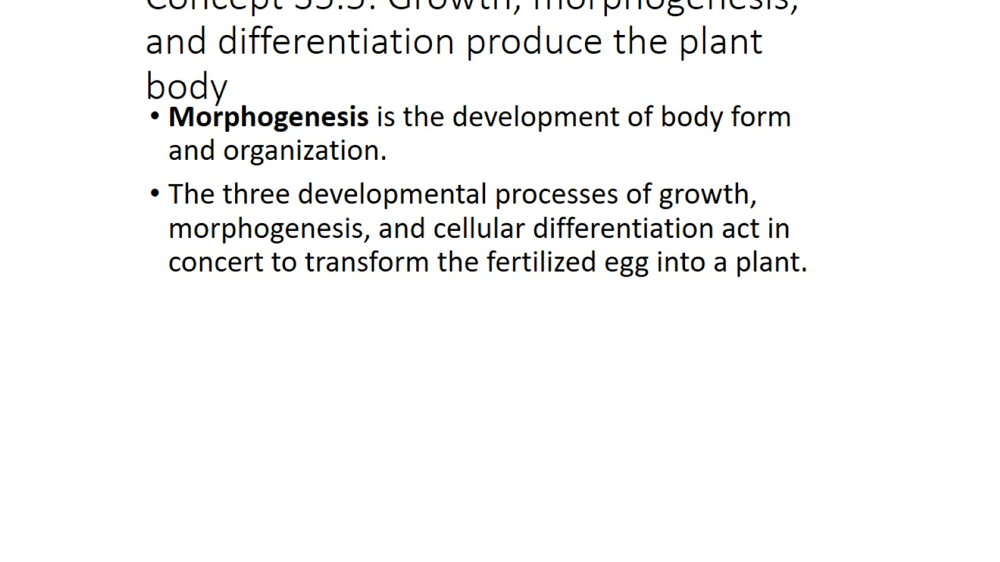 and differentiation produce the plant
body
• Morphogenesis is the development of body form
and organization.
• The three developmental processes of growth,
morphogenesis, and cellular differentiation act in
concert to transform the fertilized egg into a plant.